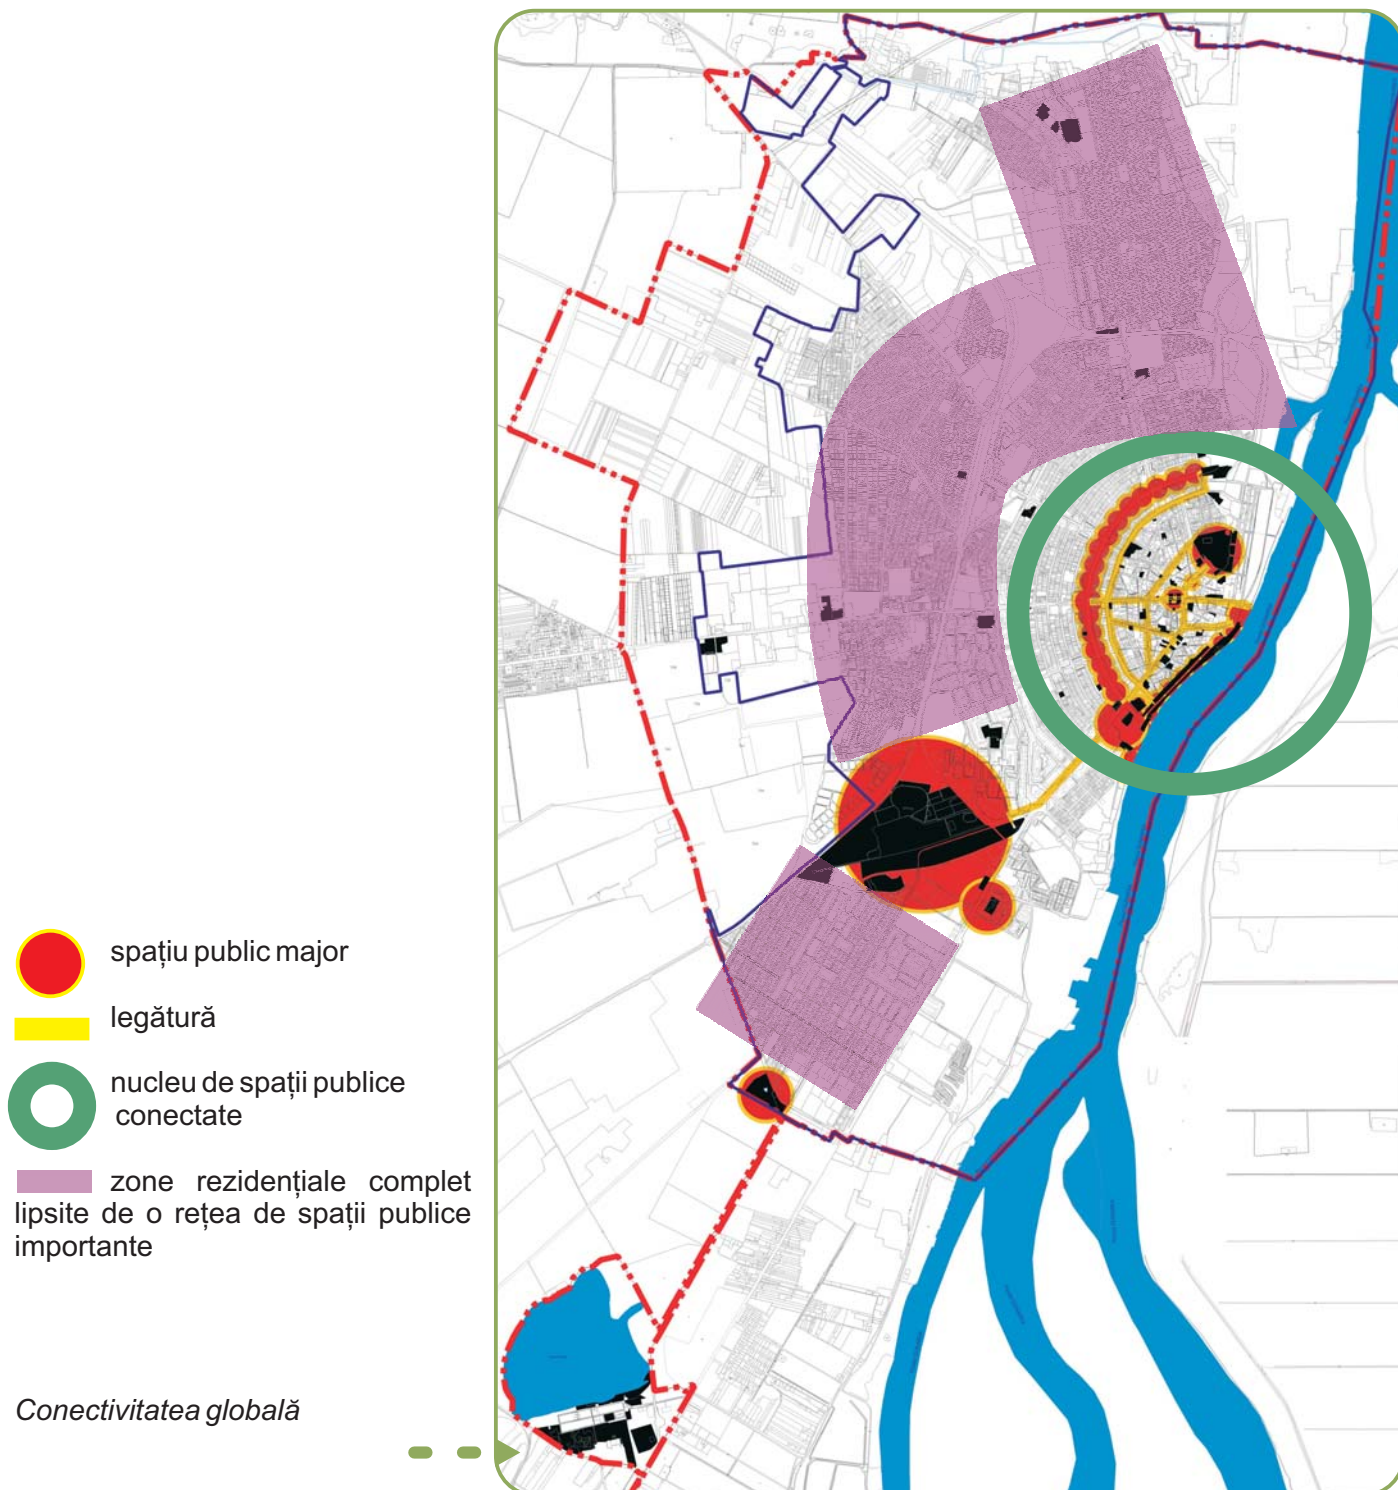 spațiu public major
legătură
nucleu de spații publice
conectate
zone rezidențiale complet
lipsite de o rețea de spații publice
importante
Conectivitatea globală